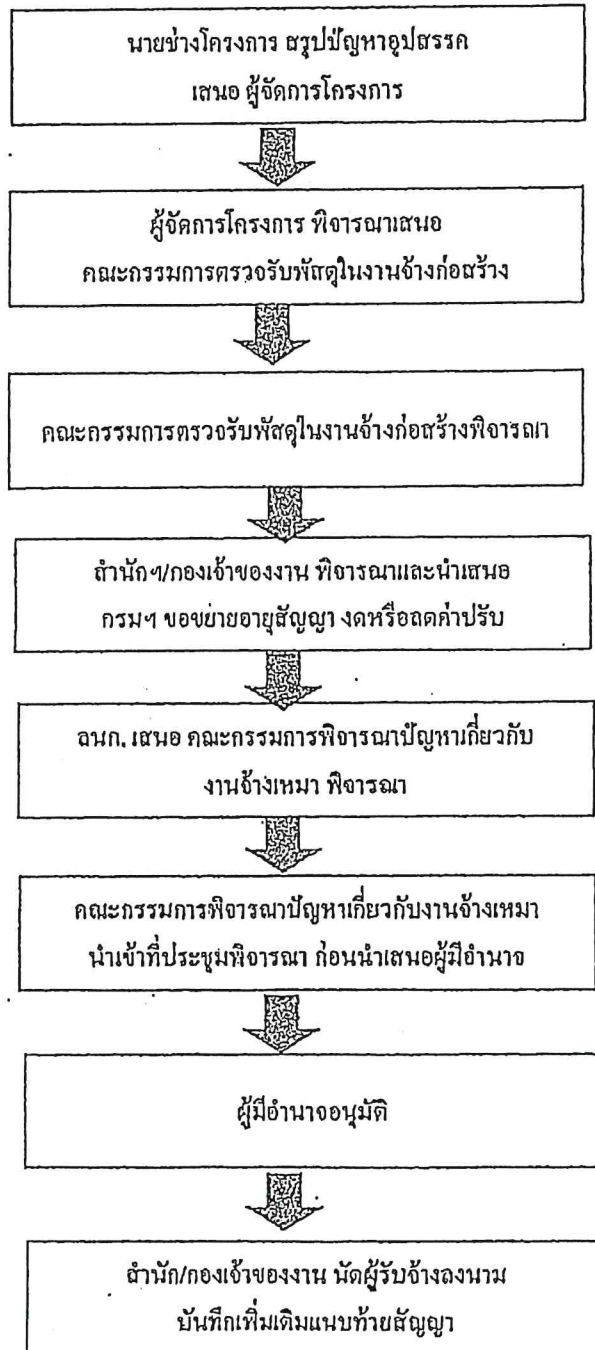 นายช่างโครงการ สรุปปัญหาอุปสรรค
เสนอ ผู้จัดการโครงการ
ผู้จัดการโครงการ พิจารณาเสนอ
คณะกรรมการตรวจรับพัสดุในงานจ้างก่อสร้าง
คณะกรรมการตรวจรับพัสดุในงานจ้างก่อสร้างพิจารณา
สำนักฯ/กองเจ้าของงาน พิจารณาและนำเสนอ
กรมฯ ขอขยายอายุสัญญา งดหรือลดค่าปรับ
ลนก. เสนอ คณะกรรมการพิจารณาปัญหาเกี่ยวกับ
งานจ้างเหมา พิจารณา
คณะกรรมการพิจารณาปัญหาเกี่ยวกับงานจ้างเหมา
นำเข้าที่ประชุมพิจารณา ก่อนนำเสนอผู้มีอำนาจ
ผู้มีอำนาจอนุมัติ
สำนัก/กองเจ้าของงาน นัดผู้รับจ้างลงนาม
บันทึกเพิ่มเติมแนบท้ายสัญญา